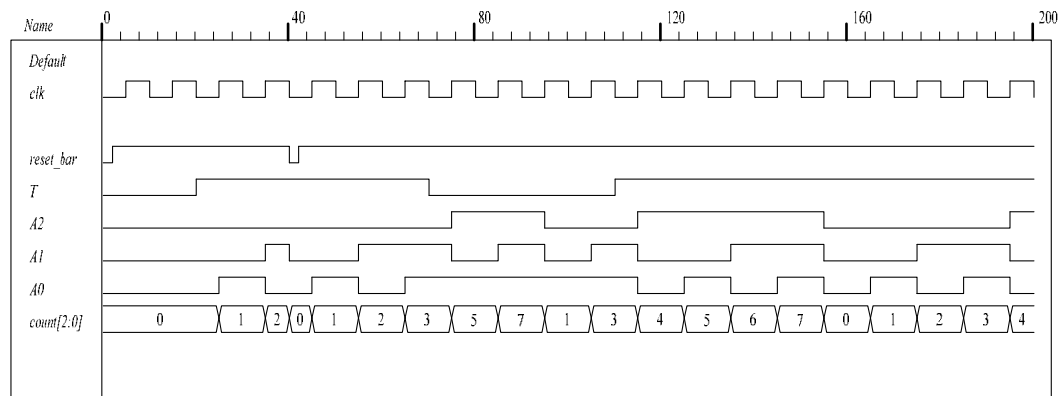 Name 0 40 80 120 160 200
Default
clk
reset_bar
T
A2
A1
A0
count[2:0] 0 1 2 0 1 2 3 5 7 1 3 4 5 6 7 0 1 2 3 4